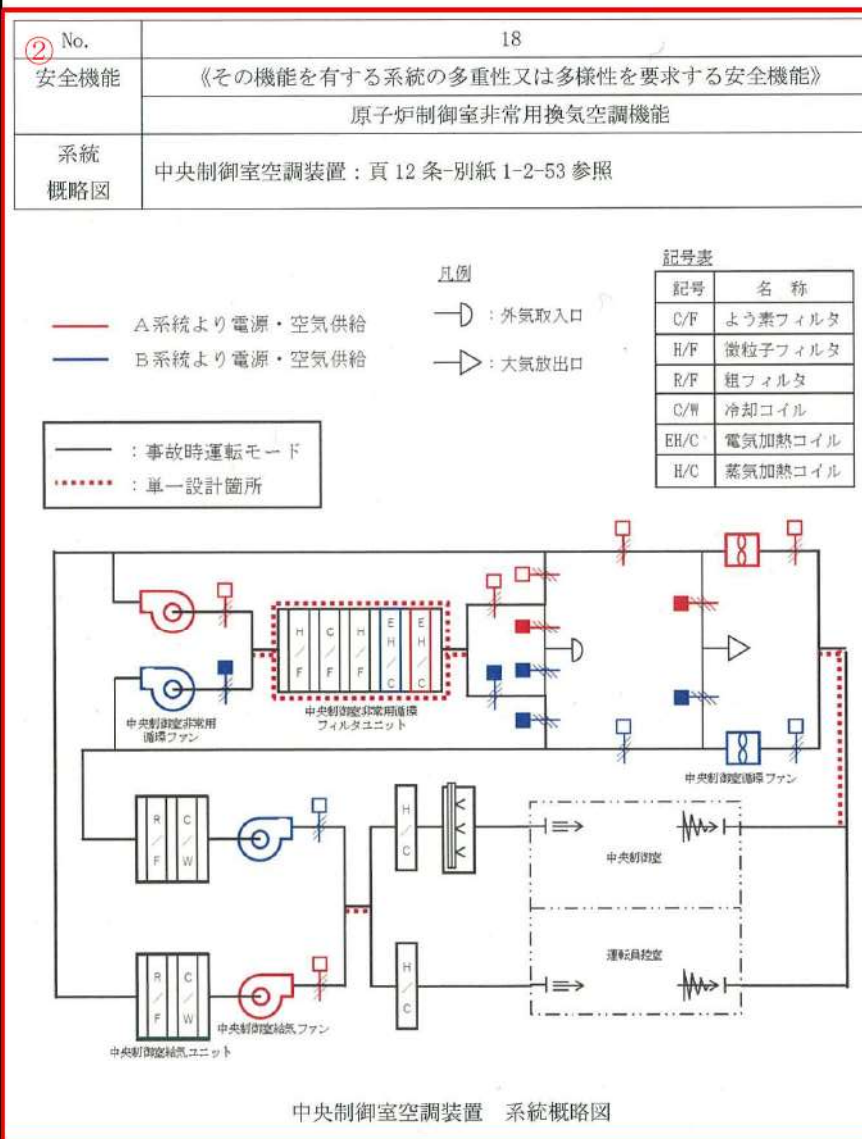 ② No. 18
安全機能 《その機能を有する系統の多重性又は多様性を要求する安全機能》
原子炉制御室非常用換気空調機能
系統
概略図
中央制御室空調装置：頁 12 条-別紙 1-2-53 参照
A系統より電源・空気供給
B系統より電源・空気供給
凡例
：外気取入口
：大気放出口
記号表
記号 名 称
C/F よう素フィルタ
H/F 微粒子フィルタ
R/F 粗フィルタ
C/W 冷却コイル
EH/C 電気加熱コイル
H/C 蒸気加熱コイル
：事故時運転モード
：単一設計箇所
H/F C/F H/F EH/C EH/C
中央制御室非常用
循環ファン
中央制御室非常用循環
フィルタユニット
中央制御室循環ファン
R/F C/W
H/C
中央制御室
R/F C/W
H/C
運転員控室
中央制御室給気ファン
中央制御室給気ユニット
中央制御室空調装置 系統概略図